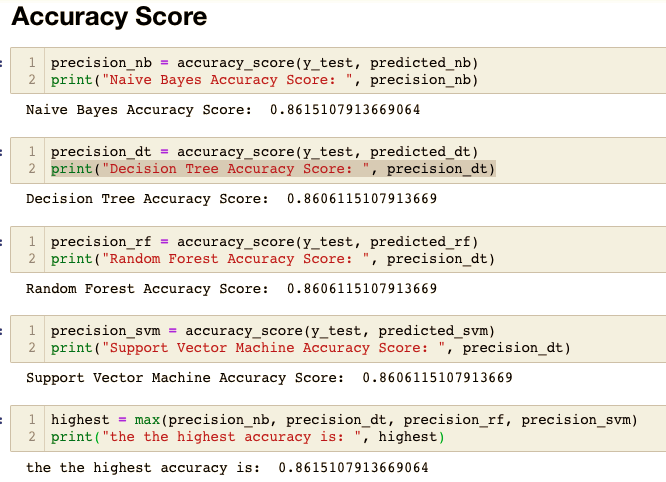 Accuracy Score
1 precision_nb = accuracy_score(y_test, predicted_nb)
2 print("Naive Bayes Accuracy Score: ", precision_nb)
Naive Bayes Accuracy Score:  0.8615107913669064
1 precision_dt = accuracy_score(y_test, predicted_dt)
2 print("Decision Tree Accuracy Score: ", precision_dt)
Decision Tree Accuracy Score:  0.8606115107913669
1 precision_rf = accuracy_score(y_test, predicted_rf)
2 print("Random Forest Accuracy Score: ", precision_dt)
Random Forest Accuracy Score:  0.8606115107913669
1 precision_svm = accuracy_score(y_test, predicted_svm)
2 print("Support Vector Machine Accuracy Score: ", precision_dt)
Support Vector Machine Accuracy Score:  0.8606115107913669
1 highest = max(precision_nb, precision_dt, precision_rf, precision_svm)
2 print("the the highest accuracy is: ", highest)
the the highest accuracy is:  0.8615107913669064